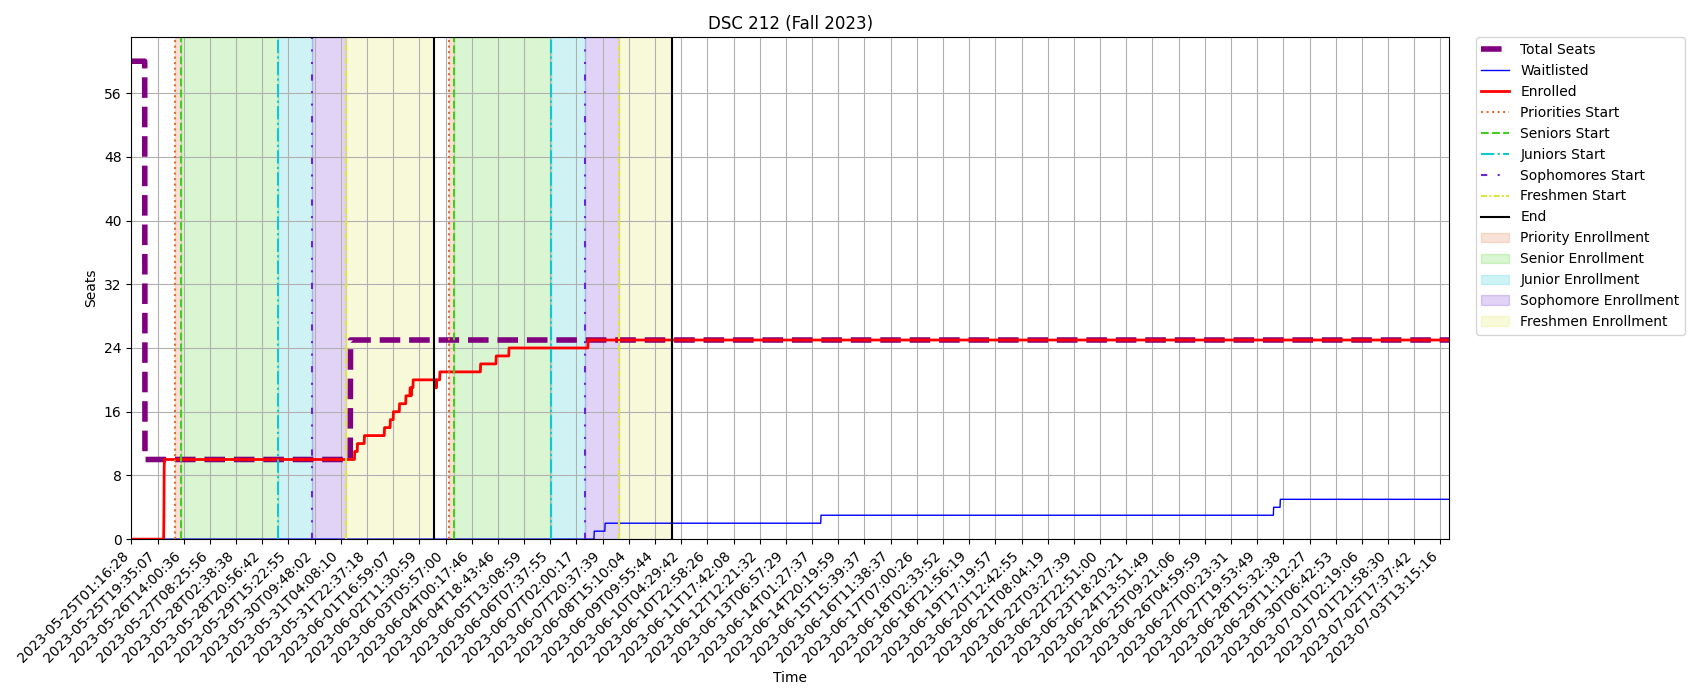 DSC 212 (Fall 2023)
Seats
56
48
40
32
24
16
8
0
2023-05-25T01:16:28
2023-05-25T19:35:07
2023-05-26T14:00:36
2023-05-27T08:25:56
2023-05-28T02:38:38
2023-05-28T20:56:42
2023-05-29T15:22:55
2023-05-30T09:48:02
2023-05-31T04:08:10
2023-05-31T22:37:18
2023-06-01T16:59:07
2023-06-02T11:30:59
2023-06-03T05:57:00
2023-06-04T00:17:46
2023-06-04T18:43:46
2023-06-05T13:08:59
2023-06-06T07:37:55
2023-06-07T02:00:17
2023-06-07T20:37:39
2023-06-08T15:10:04
2023-06-09T09:55:44
2023-06-10T04:29:42
2023-06-10T22:58:26
2023-06-11T17:42:08
2023-06-12T12:21:32
2023-06-13T06:57:29
2023-06-14T01:27:37
2023-06-14T20:19:59
2023-06-15T15:39:37
2023-06-16T11:38:37
2023-06-17T07:00:26
2023-06-18T02:33:52
2023-06-18T21:56:19
2023-06-19T17:19:57
2023-06-20T12:42:55
2023-06-21T08:04:19
2023-06-22T03:27:39
2023-06-22T22:51:00
2023-06-23T18:20:21
2023-06-24T13:51:49
2023-06-25T09:21:06
2023-06-26T04:59:59
2023-06-27T00:23:31
2023-06-27T19:53:49
2023-06-28T15:32:38
2023-06-29T11:12:27
2023-06-30T06:42:53
2023-07-01T02:19:06
2023-07-01T21:58:30
2023-07-02T17:37:42
2023-07-03T13:15:16
Time
Total Seats
Waitlisted
Enrolled
Priorities Start
Seniors Start
Juniors Start
Sophomores Start
Freshmen Start
End
Priority Enrollment
Senior Enrollment
Junior Enrollment
Sophomore Enrollment
Freshmen Enrollment